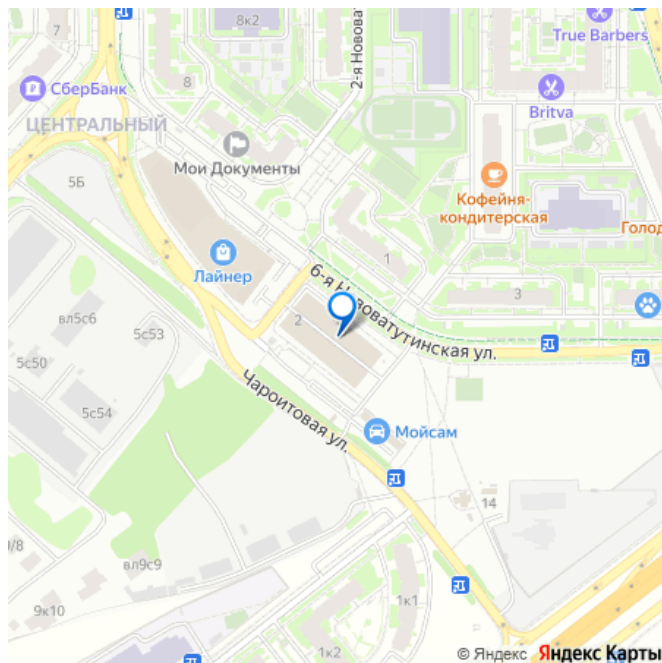 7
8к2
True Barbers
СберБанк
8
2-я Нововат
Britva
ЦЕНТРАЛЬНЫЙ
Мои Документы
5Б
Кофейня-
кондитерская
Голод
1
Лайнер
6-я Нововатутинская ул.
3
вл5с6
5с53
2
5с50
5с54
Чароитовая ул.
Мойсам
14
0/8
вл9с9
9к10
1к1
1к2
© Яндекс Яндекс Карты